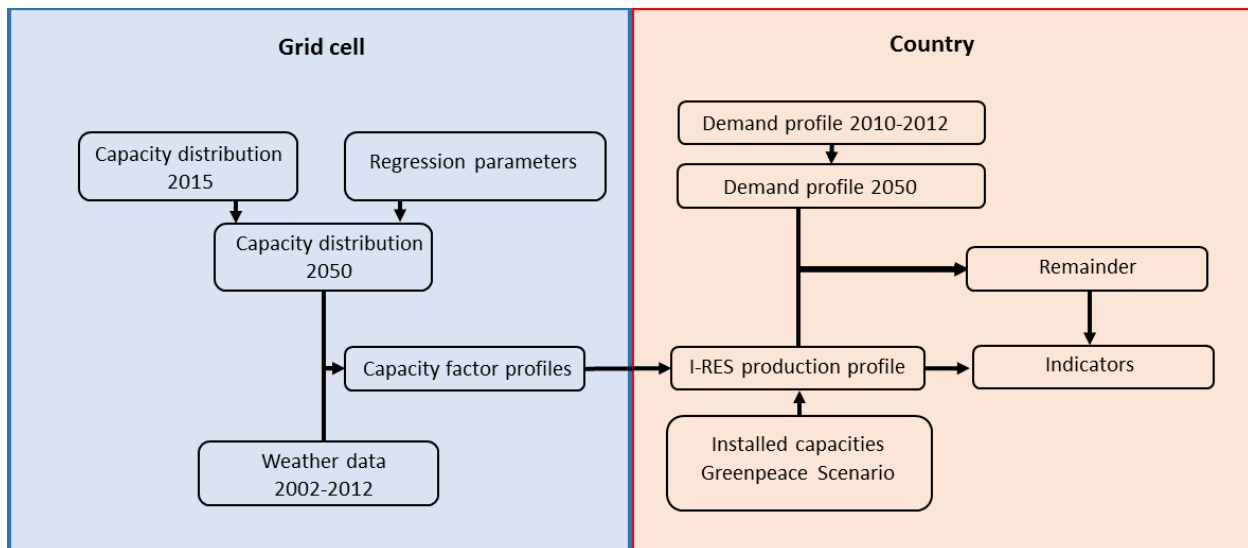 Grid cell
Capacity distribution
2015
Regression parameters
Capacity distribution
2050
Capacity factor profiles
Weather data
2002-2012
Country
Demand profile 2010-2012
Demand profile 2050
Remainder
I-RES production profile
Indicators
Installed capacities
Greenpeace Scenario